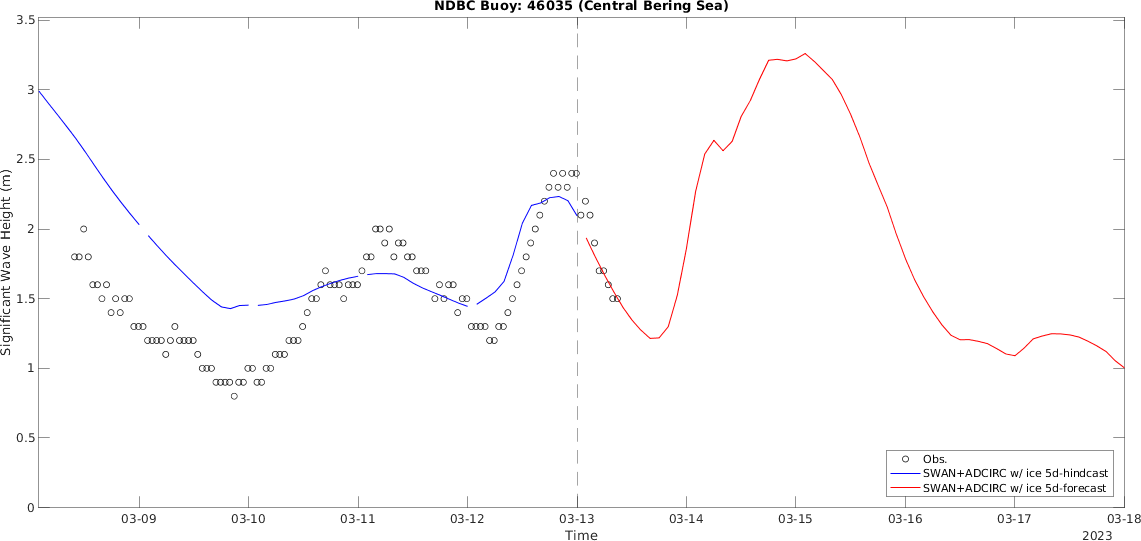 NDBC Buoy: 46035 (Central Bering Sea)
3.5
3
2.5
2
1.5
1
0.5
0
Significant Wave Height (m)
Obs.
SWAN+ADCIRC w/ ice 5d-hindcast
SWAN+ADCIRC w/ ice 5d-forecast
03-09 03-10 03-11 03-12 03-13 03-14 03-15 03-16 03-17 03-18
Time
2023